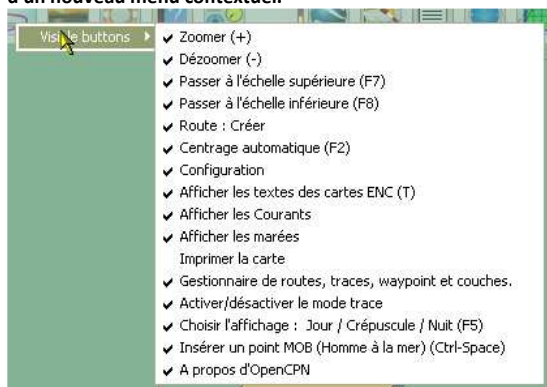 d'un nouveau menu contextuel.
Visible buttons
Zoomer (+)
Dézoomer (-)
Passer à l'échelle supérieure (F7)
Passer à l'échelle inférieure (F8)
Route : Créer
Centrage automatique (F2)
Configuration
Afficher les textes des cartes ENC (T)
Afficher les Courants
Afficher les marées
Imprimer la carte
Gestionnaire de routes, traces, waypoint et couches.
Activer/désactiver le mode trace
Choisir l'affichage : Jour / Crépuscule / Nuit (F5)
Insérer un point MOB (Homme à la mer) (Ctrl-Space)
A propos d'OpenCPN